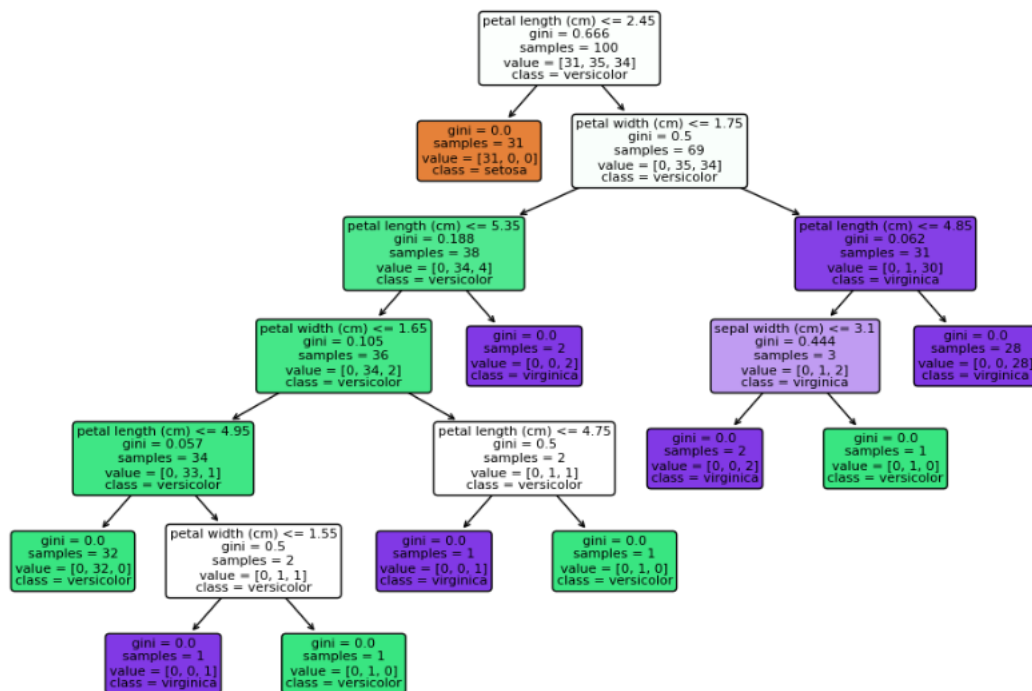 petal length (cm) <= 2.45
gini = 0.666
samples = 100
value = [31, 35, 34]
class = versicolor
gini = 0.0
samples = 31
value = [31, 0, 0]
class = setosa
petal width (cm) <= 1.75
gini = 0.5
samples = 69
value = [0, 35, 34]
class = versicolor
petal length (cm) <= 5.35
gini = 0.188
samples = 38
value = [0, 34, 4]
class = versicolor
petal length (cm) <= 4.85
gini = 0.062
samples = 31
value = [0, 1, 30]
class = virginica
petal width (cm) <= 1.65
gini = 0.105
samples = 36
value = [0, 34, 2]
class = versicolor
gini = 0.0
samples = 2
value = [0, 0, 2]
class = virginica
sepal width (cm) <= 3.1
gini = 0.444
samples = 3
value = [0, 1, 2]
class = virginica
gini = 0.0
samples = 28
value = [0, 0, 28]
class = virginica
petal length (cm) <= 4.95
gini = 0.057
samples = 34
value = [0, 33, 1]
class = versicolor
petal length (cm) <= 4.75
gini = 0.5
samples = 2
value = [0, 1, 1]
class = versicolor
gini = 0.0
samples = 2
value = [0, 0, 2]
class = virginica
gini = 0.0
samples = 1
value = [0, 1, 0]
class = versicolor
gini = 0.0
samples = 32
value = [0, 32, 0]
class = versicolor
petal width (cm) <= 1.55
gini = 0.5
samples = 2
value = [0, 1, 1]
class = versicolor
gini = 0.0
samples = 1
value = [0, 0, 1]
class = virginica
gini = 0.0
samples = 1
value = [0, 1, 0]
class = versicolor
gini = 0.0
samples = 1
value = [0, 0, 1]
class = virginica
gini = 0.0
samples = 1
value = [0, 1, 0]
class = versicolor